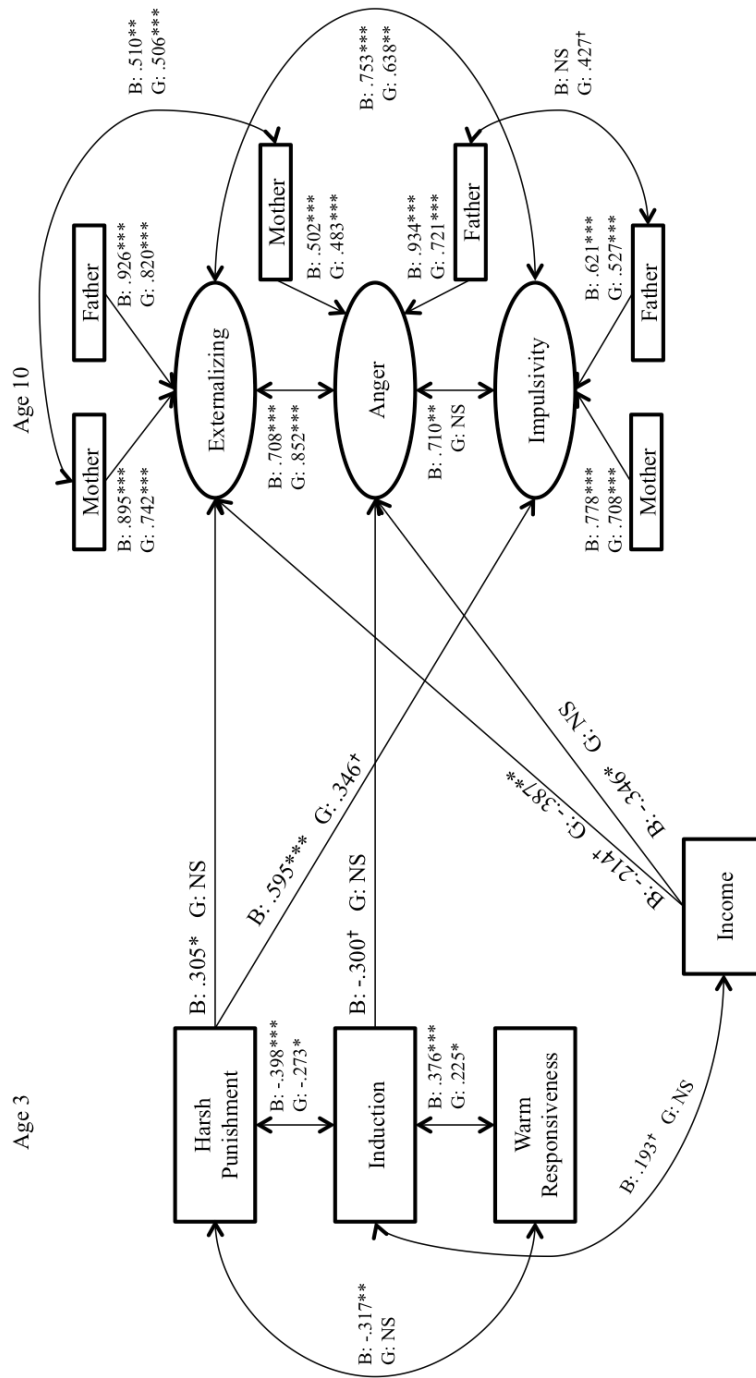 Age 3
Age 10
B: .510**
G: .506***
Mother
Father
B: .895***
G: .742***
B: .926***
G: .820***
Harsh
Punishment
B: .305* G: NS
Externalizing
B: .753***
G: .638**
B: -.398***
G: -.273*
B: .595*** G: .346†
B: .708***
G: .852***
Mother
B: .502***
G: .483***
B: -.317**
G: NS
Induction
B: -.300† G: NS
Anger
B: .376***
G: .225*
B: .710**
G: NS
B: .934***
G: .721***
Father
B: NS
G: .427†
Warm
Responsiveness
Impulsivity
B: -.214† G: -.387**
B: -.346* G: NS
B: .778***
G: .708***
B: .621***
G: .527***
Mother
Father
B: .193† G: NS
Income